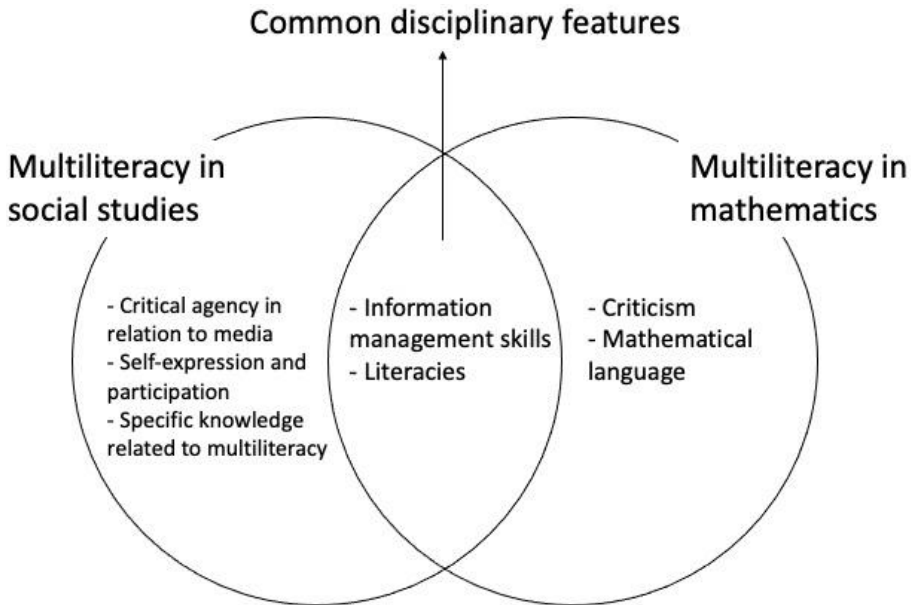 Common disciplinary features
Multiliteracy in
social studies
Multiliteracy in
mathematics
- Critical agency in
relation to media
- Self-expression and
participation
- Specific knowledge
related to multiliteracy
- Information
management skills
- Literacies
- Criticism
- Mathematical
language